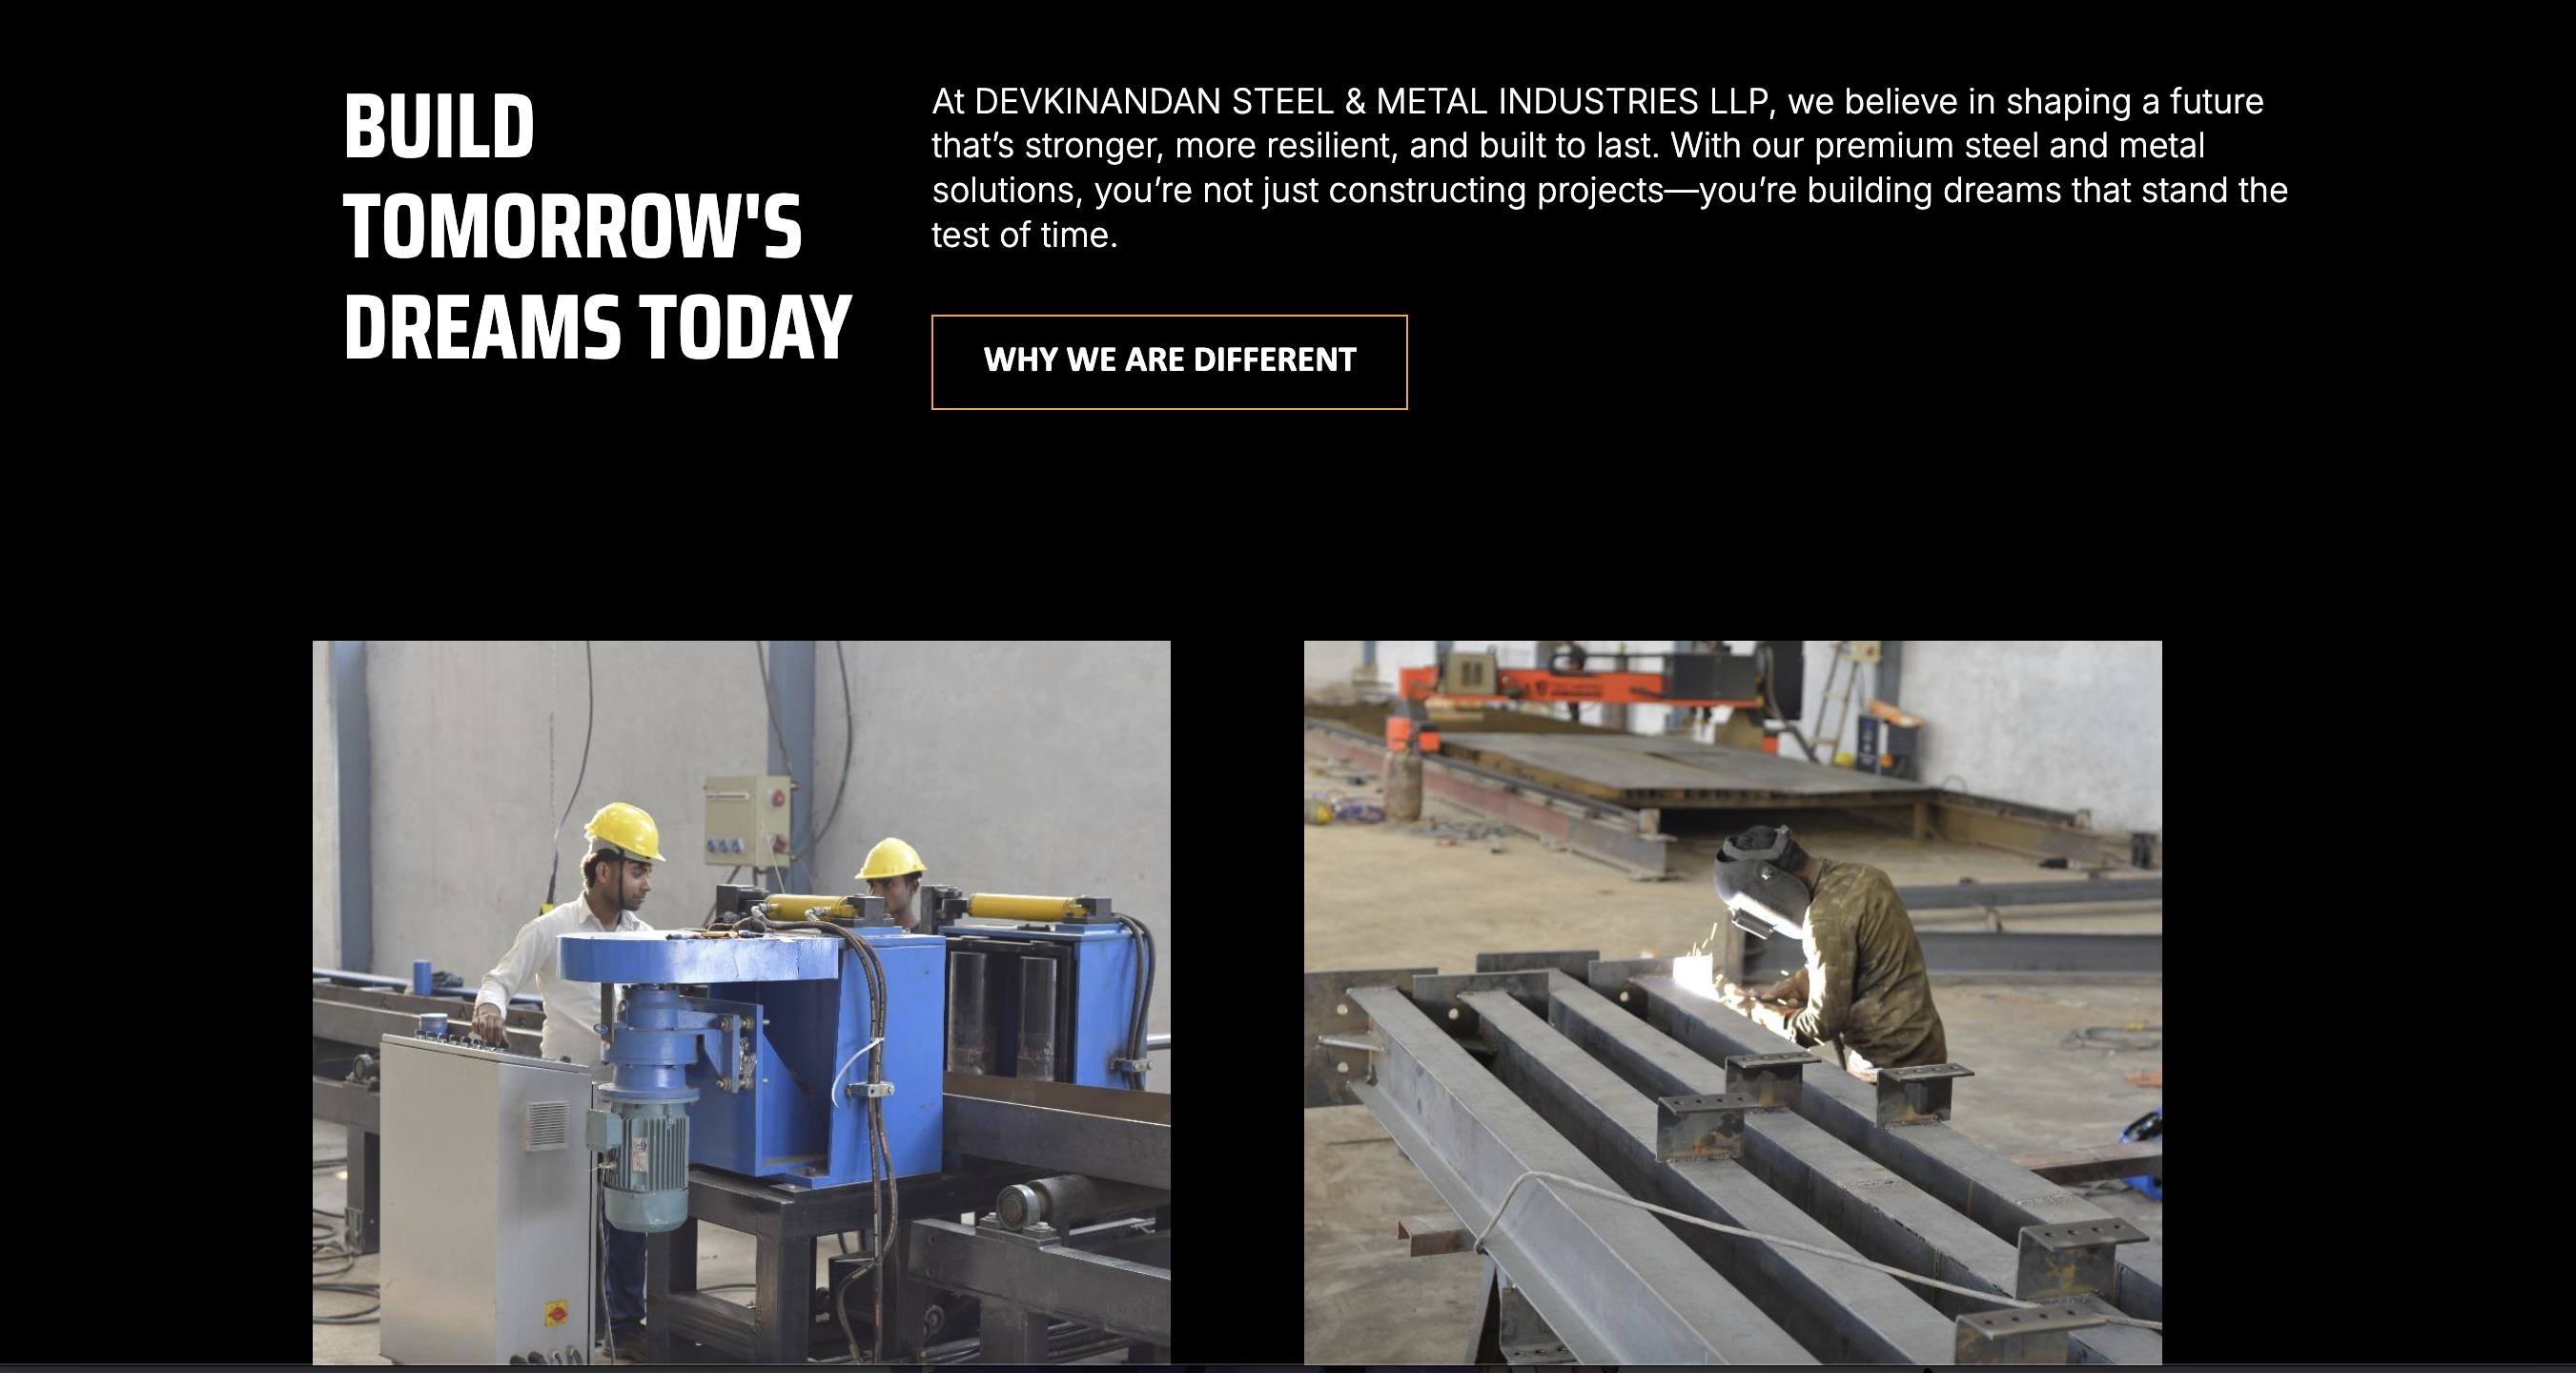 BUILD
TOMORROW'S
DREAMS TODAY
At DEVKINANDAN STEEL & METAL INDUSTRIES LLP, we believe in shaping a future
that’s stronger, more resilient, and built to last. With our premium steel and metal
solutions, you’re not just constructing projects—you’re building dreams that stand the
test of time.
WHY WE ARE DIFFERENT